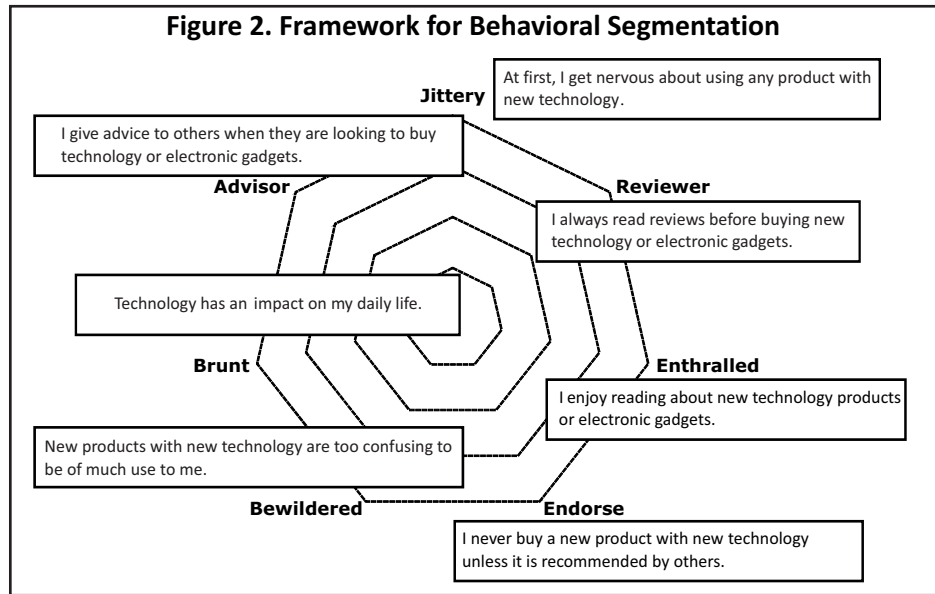 Figure 2. Framework for Behavioral Segmentation
At first, I get nervous about using any product with
new technology.
Jittery
I give advice to others when they are looking to buy
technology or electronic gadgets.
Advisor
Reviewer
I always read reviews before buying new
technology or electronic gadgets.
Technology has an impact on my daily life.
Brunt
Enthralled
I enjoy reading about new technology products
or electronic gadgets.
New products with new technology are too confusing to
be of much use to me.
Bewildered
Endorse
I never buy a new product with new technology
unless it is recommended by others.